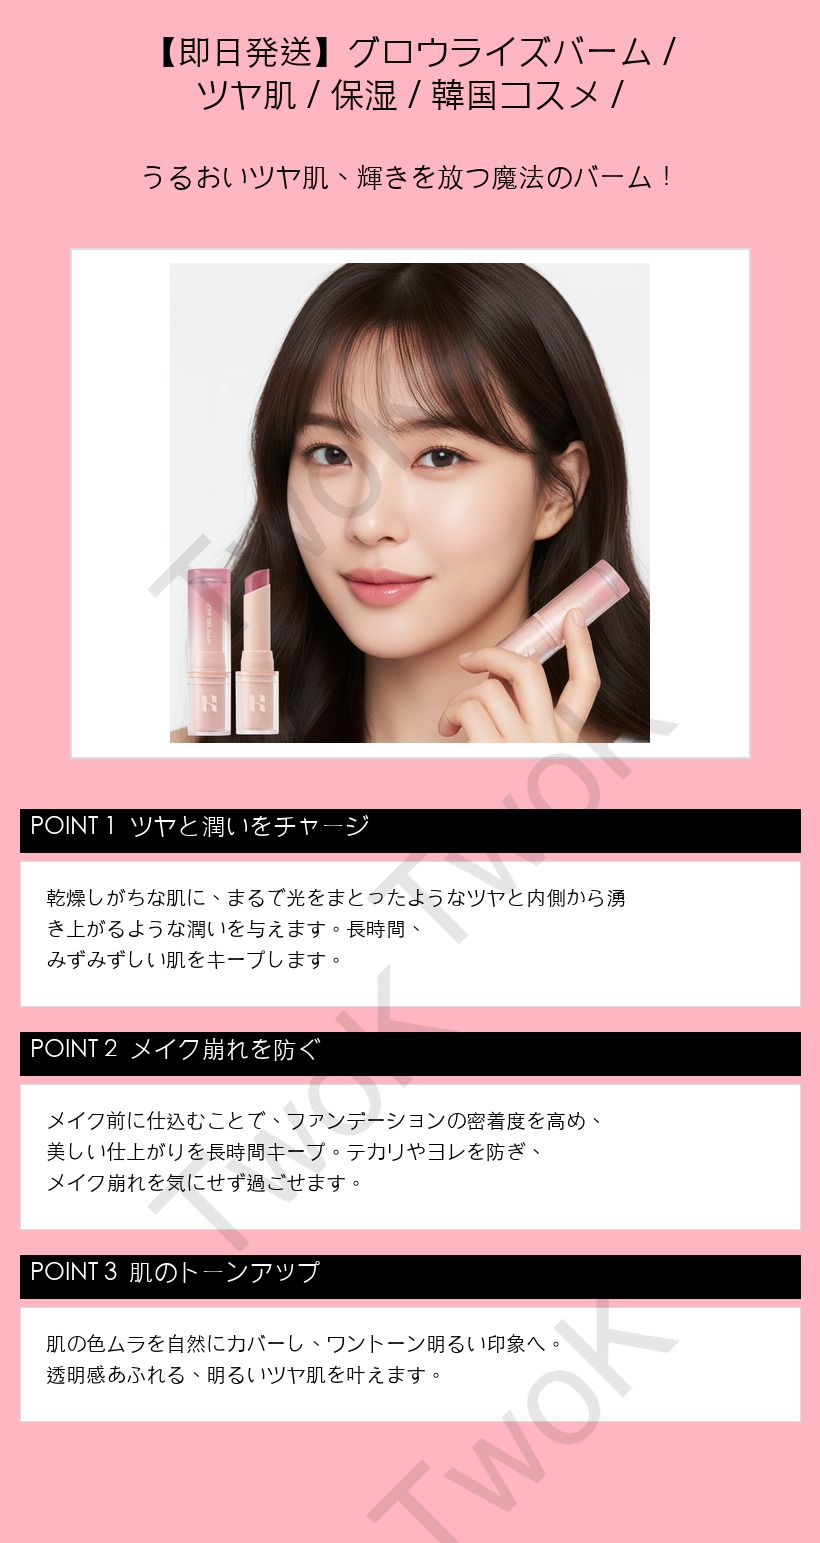 【即日発送】グロウライズバーム /
ツヤ肌 / 保湿 / 韓国コスメ /
うるおいツヤ肌、輝きを放つ魔法のバーム！
H
POINT 1 ツヤと潤いをチャージ
乾燥しがちな肌に、まるで光をまとったようなツヤと内側から湧
き上がるような潤いを与えます。長時間、
みずみずしい肌をキープします。
POINT 2 メイク崩れを防ぐ
メイク前に仕込むことで、ファンデーションの密着度を高め、
美しい仕上がりを長時間キープ。テカリやヨレを防ぎ、
メイク崩れを気にせず過ごせます。
POINT 3 肌のトーンアップ
肌の色ムラを自然にカバーし、ワントーン明るい印象へ。
透明感あふれる、明るいツヤ肌を叶えます。
TwoK
TwoK
TwoK
TwoK